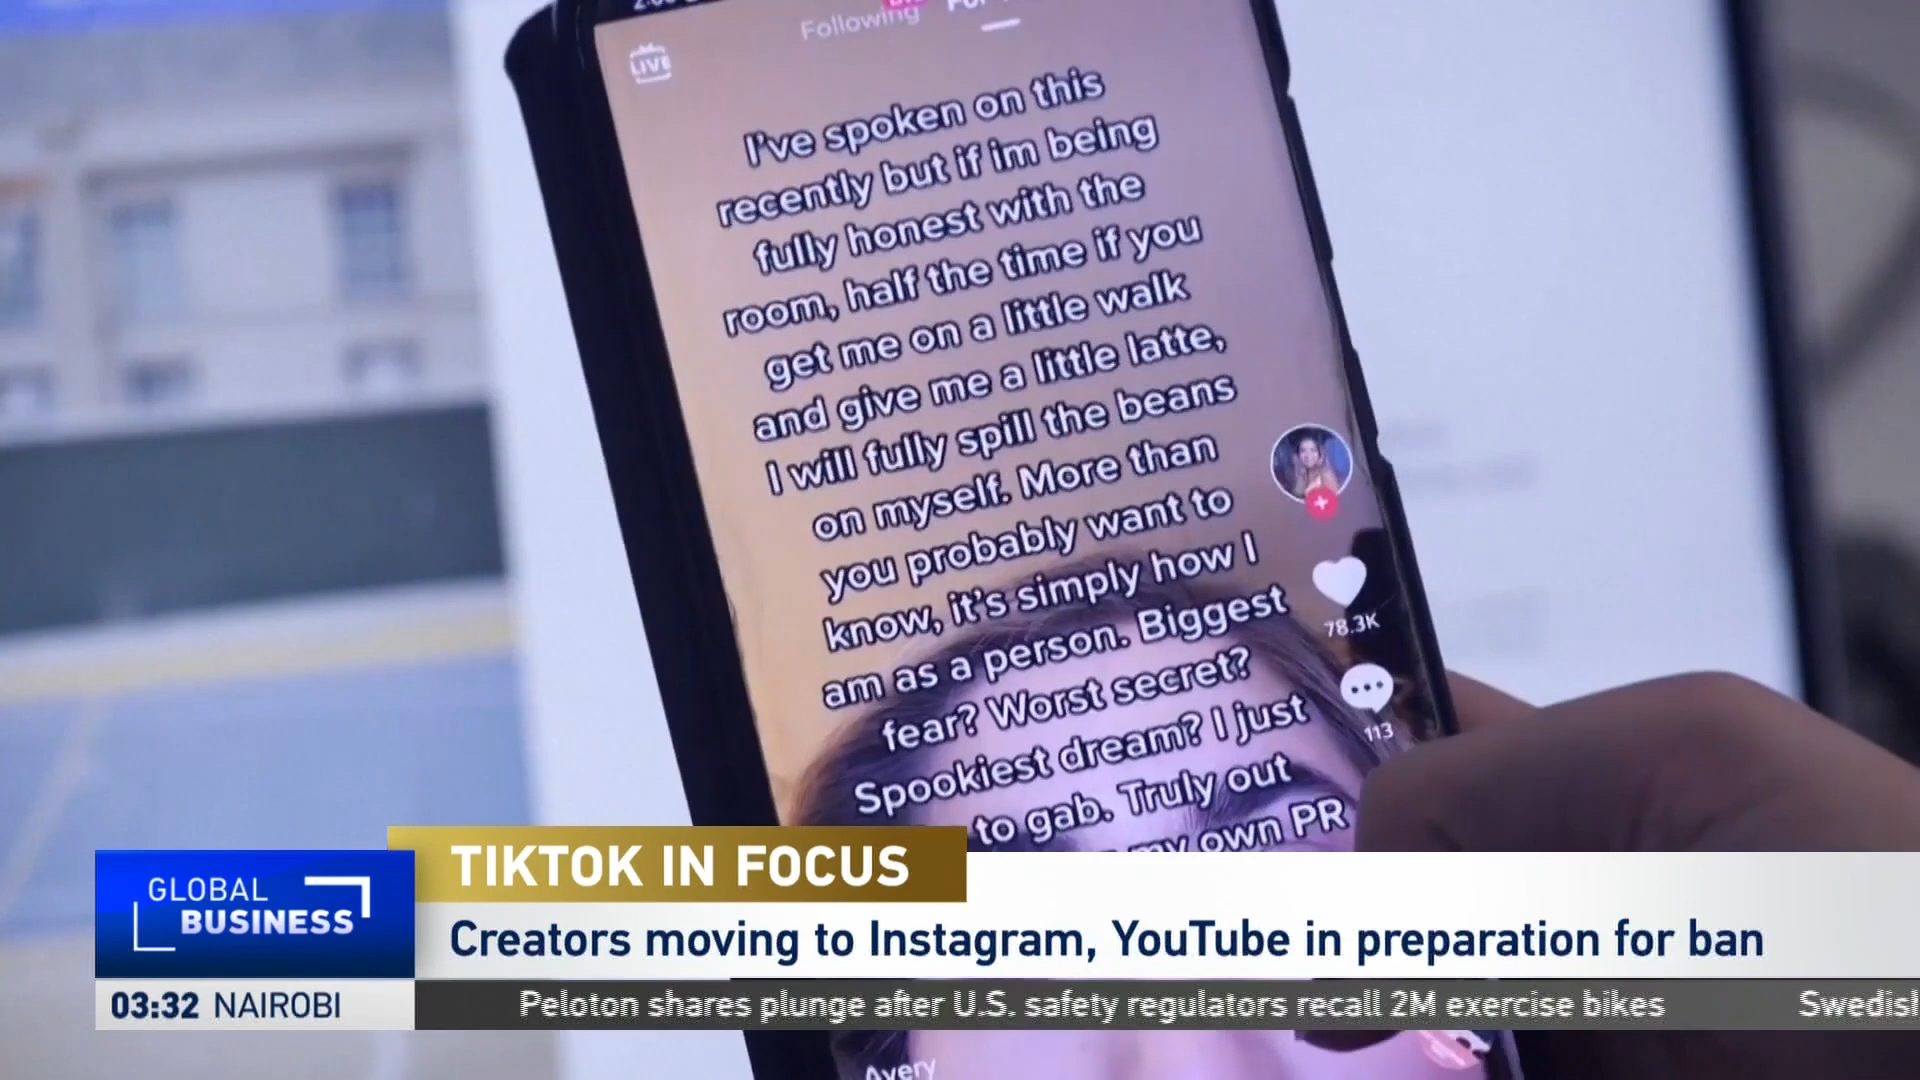 Following
LIVE
I've spoken on this
recently but if im being
fully honest with the
room, half the time if you
get me on a little walk
and give me a little latte,
I will fully spill the beans
on myself. More than
you probably want to
know, it's simply how I
am as a person. Biggest
fear? Worst secret?
Spookiest dream? I just
to gab. Truly out
my own PR
78.3K
113
TIKTOK IN FOCUS
GLOBAL
BUSINESS
Creators moving to Instagram, YouTube in preparation for ban
03:32 NAIROBI
Peloton shares plunge after U.S. safety regulators recall 2M exercise bikes
Avery